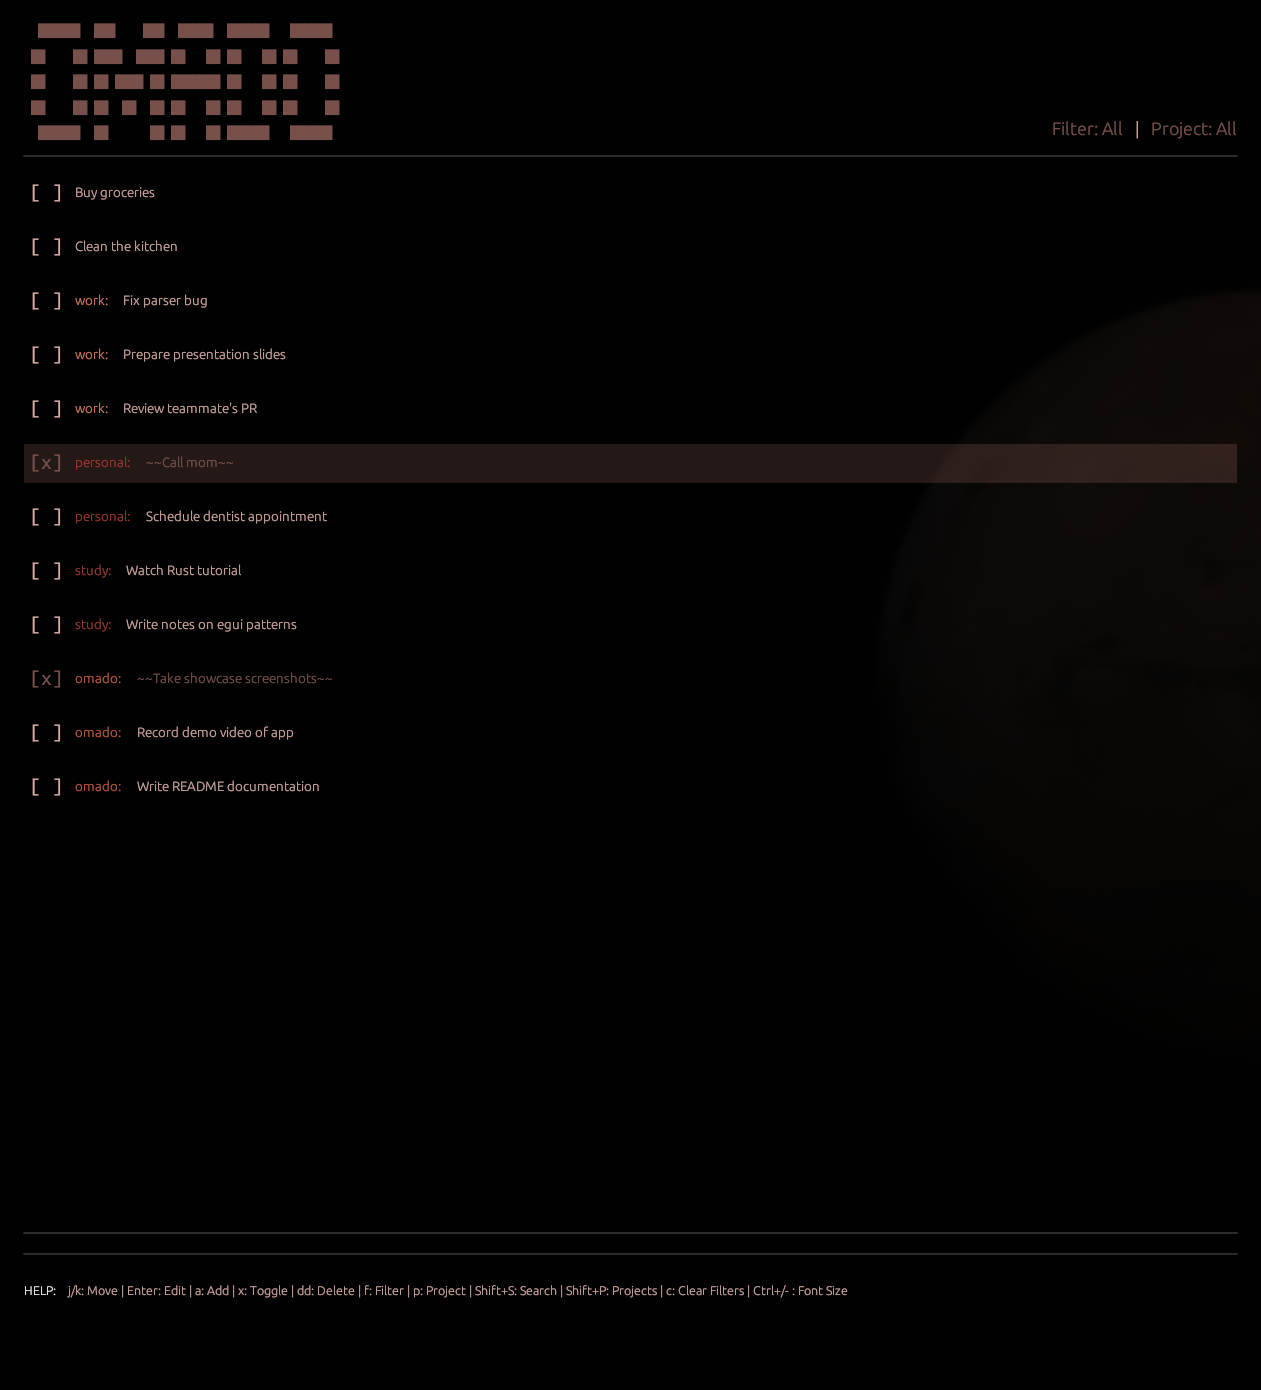 OMADO
Filter: All | Project: All
[ ] Buy groceries
[ ] Clean the kitchen
[ ] work: Fix parser bug
[ ] work: Prepare presentation slides
[ ] work: Review teammate's PR
[x] personal: ~~Call mom~~
[ ] personal: Schedule dentist appointment
[ ] study: Watch Rust tutorial
[ ] study: Write notes on egui patterns
[x] omado: ~~Take showcase screenshots~~
[ ] omado: Record demo video of app
[ ] omado: Write README documentation
HELP: j/k: Move | Enter: Edit | a: Add | x: Toggle | dd: Delete | f: Filter | p: Project | Shift+S: Search | Shift+P: Projects | c: Clear Filters | Ctrl+/- : Font Size